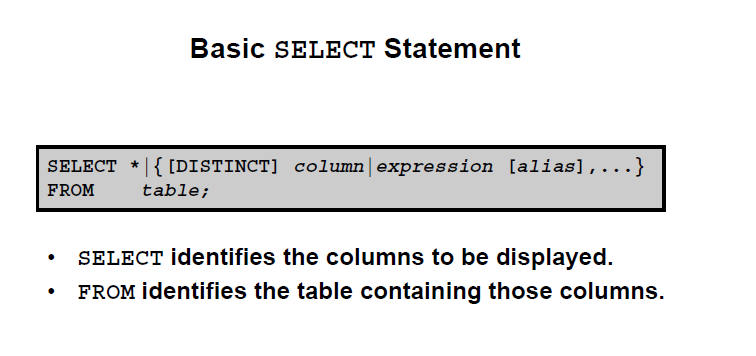 Basic SELECT Statement
SELECT *|{[DISTINCT] column|expression [alias],...}
FROM table;
• SELECT identifies the columns to be displayed.
• FROM identifies the table containing those columns.